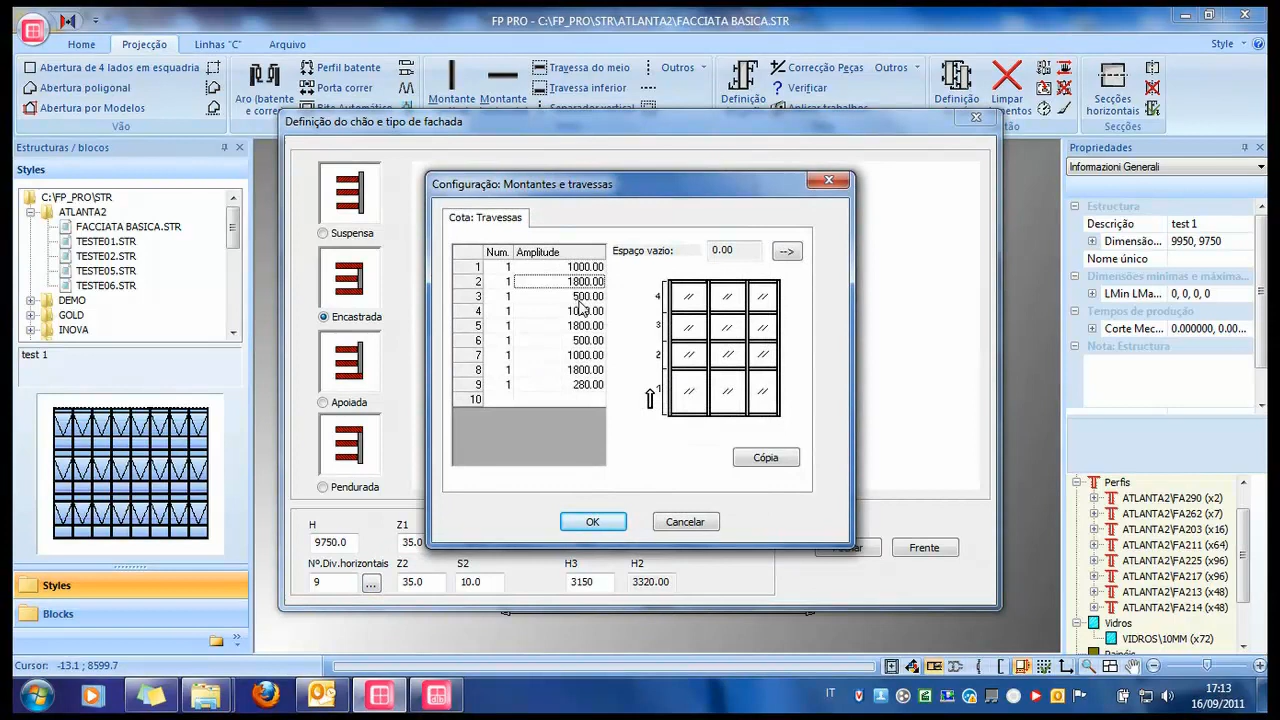 FP PRO - C:\FP_PRO\STR\ATLANTA2\FACCIATA BASICA.STR
Home Projecção Linhas "C" Arquivo Style
Abertura de 4 lados em esquadria
Abertura poligonal
Abertura por Modelos
Vão
Aro (batente
e corre
Perfil batente
Porta correr
Montante Montante
Travessa do meio
Travessa inferior
Outros
Definição
Correcção Peças
Verificar
Outros
Definição
Limpar
Secções
horizontais
Secções
Estruturas / blocos
Styles
C:\FP_PRO\STR
ATLANTA2
FACCIATA BASICA.STR
TESTE01.STR
TESTE02.STR
TESTE05.STR
TESTE06.STR
DEMO
GOLD
INOVA
test 1
Styles
Blocks
Definição do chão e tipo de fachada
Suspensa
Encastrada
Apoiada
Pendurada
H Z1
9750.0 35.0
Nº.Div.horizontais Z2 S2 H3 H2
9 ... 35.0 10.0 3150 3320.00
Frente
Configuração: Montantes e travessas
Cota: Travessas
Num. Amplitude
1 1 1000.00
2 1 1800.00
3 1 500.00
4 1
5 1 1800.00
6 1 500.00
7 1 1000.00
8 1 1800.00
9 1 280.00
10
Espaço vazio: 0.00 -->
4
3
2
1
Cópia
OK Cancelar
Propriedades
Informazioni Generali
Estrutura
Descrição test 1
Dimensão... 9950, 9750
Nome único
Dimensões mínimas e máxima...
LMin LMa... 0, 0, 0, 0
Tempos de produção
Corte Mec... 0.000000, 0.00...
Nota: Estrutura
Perfis
ATLANTA2\FA290 (x2)
ATLANTA2\FA262 (x7)
ATLANTA2\FA203 (x16)
ATLANTA2\FA211 (x64)
ATLANTA2\FA225 (x96)
ATLANTA2\FA217 (x96)
ATLANTA2\FA213 (x48)
ATLANTA2\FA214 (x48)
Vidros
VIDROS\10MM (x72)
Cursor: -13.1 ; 8599.7
IT
17:13
16/09/2011